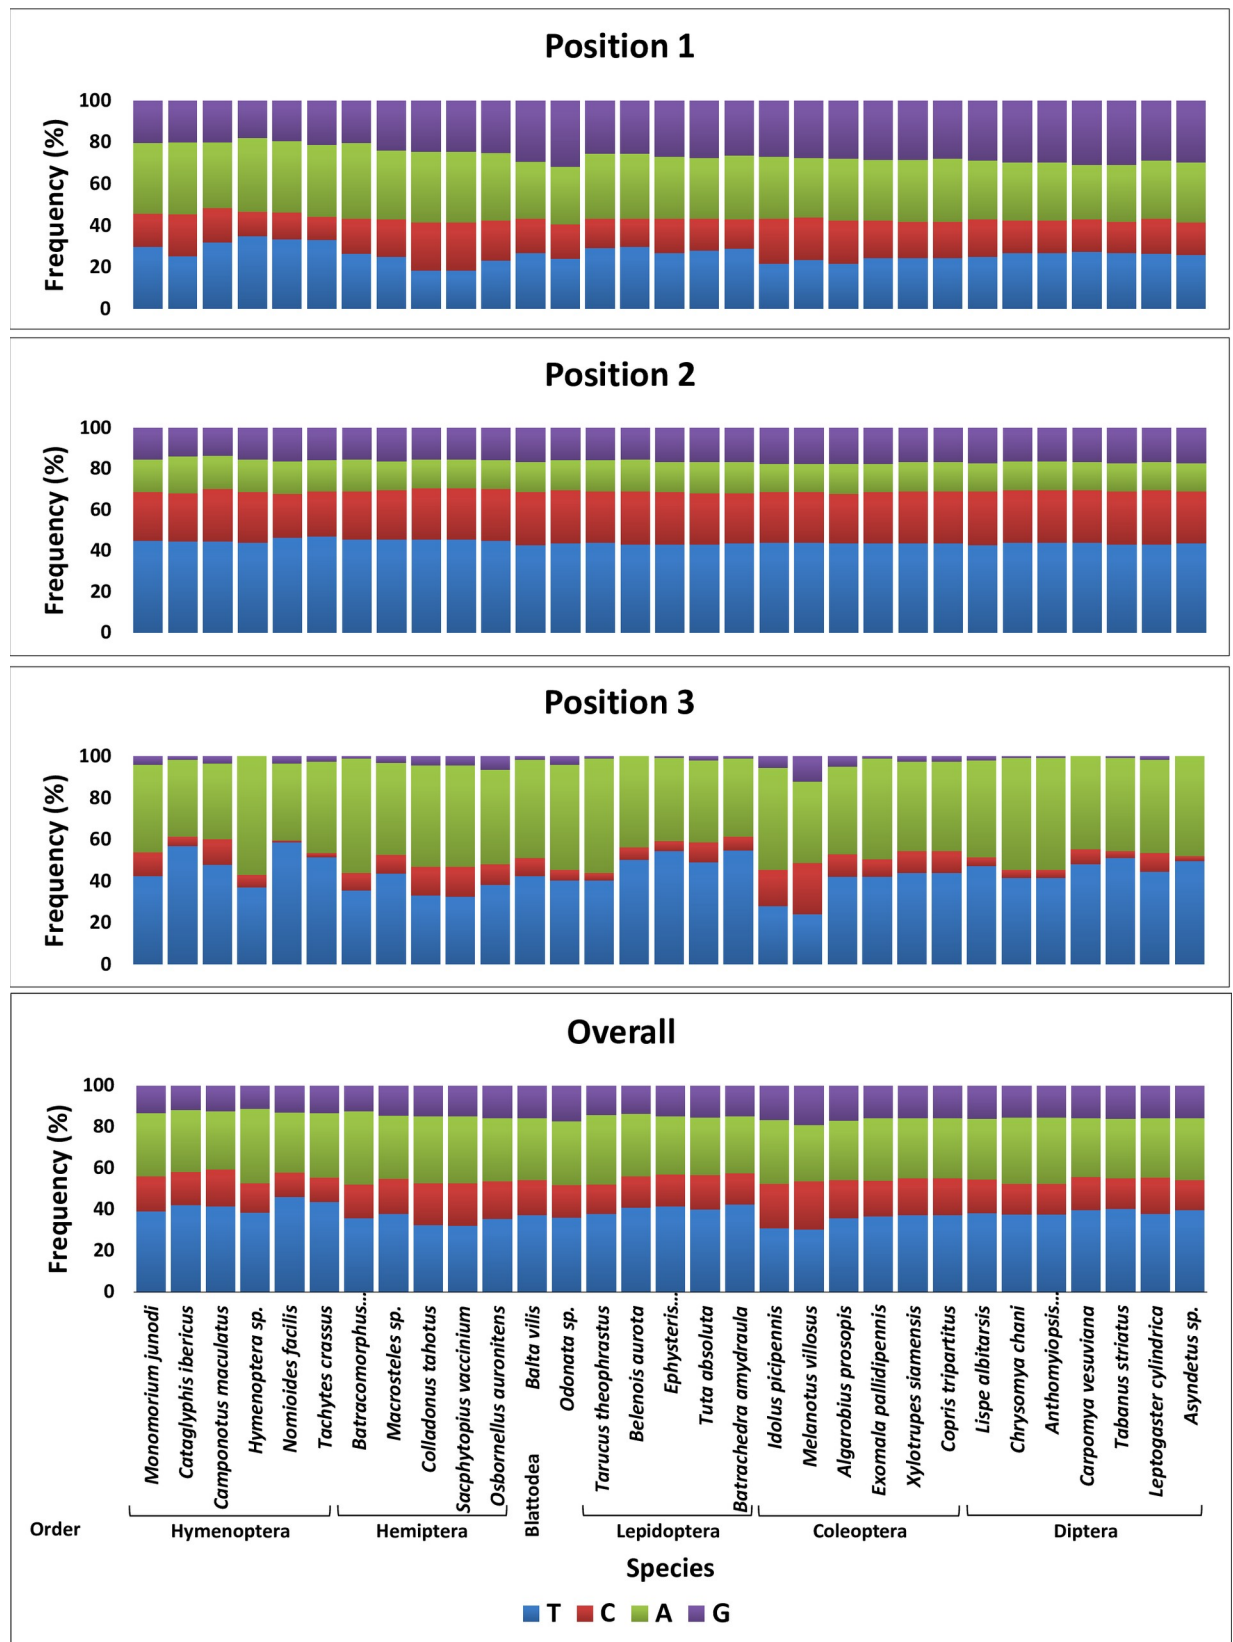 Position 1
Frequency (%)
100
80
60
40
20
0
Position 2
Frequency (%)
100
80
60
40
20
0
Position 3
Frequency (%)
100
80
60
40
20
0
Overall
Frequency (%)
100
80
60
40
20
0
Monomorium junodi
Cataglyphis ibericus
Camponotus maculatus
Hymenoptera sp.
Nomioides facilis
Tachytes crassus
Batracomorphus...
Macrosteles sp.
Colladonus tahotus
Sacphytopius vaccinium
Osbornellus auronitens
Balta vilis
Odonata sp.
Tarucus theophrastus
Belenois aurota
Ephysteris...
Tuta absoluta
Batrachedra amydraula
Idolus picipennis
Melanotus villosus
Algarobius prosopis
Exomala pallidipennis
Xylotrupes siamensis
Copris tripartitus
Lispe albitarsis
Chrysomya chani
Anthomyiopsis...
Carpomya vesuviana
Tabanus striatus
Leptogaster cylindrica
Asyndetus sp.
Order
Hymenoptera
Hemiptera
Blattodea
Lepidoptera
Coleoptera
Diptera
Species
T C A G